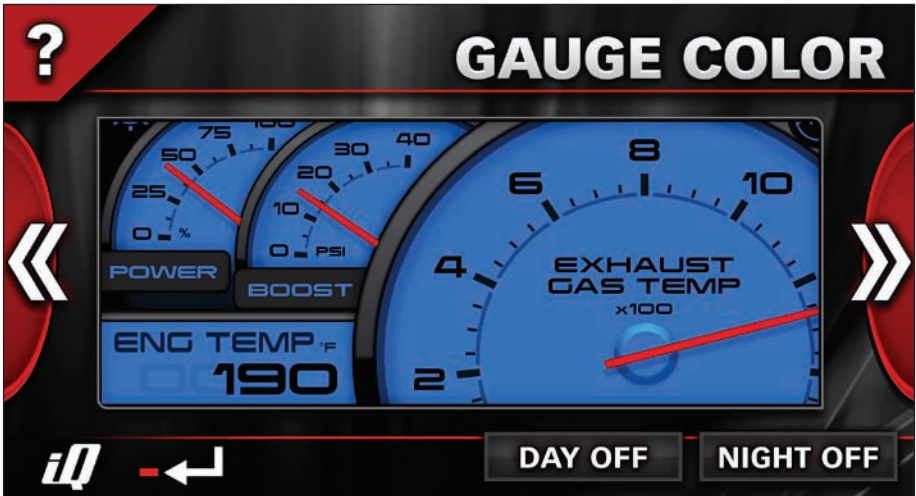 ?
GAUGE COLOR
0 25 50 75 100
%
POWER
0 10 20 30 40
PSI
BOOST
2 4 6 8 10
EXHAUST
GAS TEMP
x100
ENG TEMP °F
190
iQ
DAY OFF
NIGHT OFF